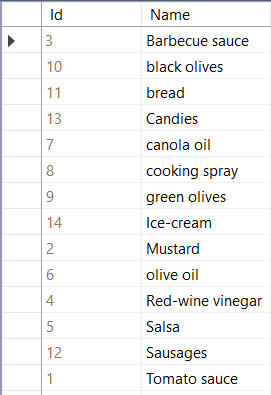 Id Name
3 Barbecue sauce
10 black olives
11 bread
13 Candies
7 canola oil
8 cooking spray
9 green olives
14 Ice-cream
2 Mustard
6 olive oil
4 Red-wine vinegar
5 Salsa
12 Sausages
1 Tomato sauce